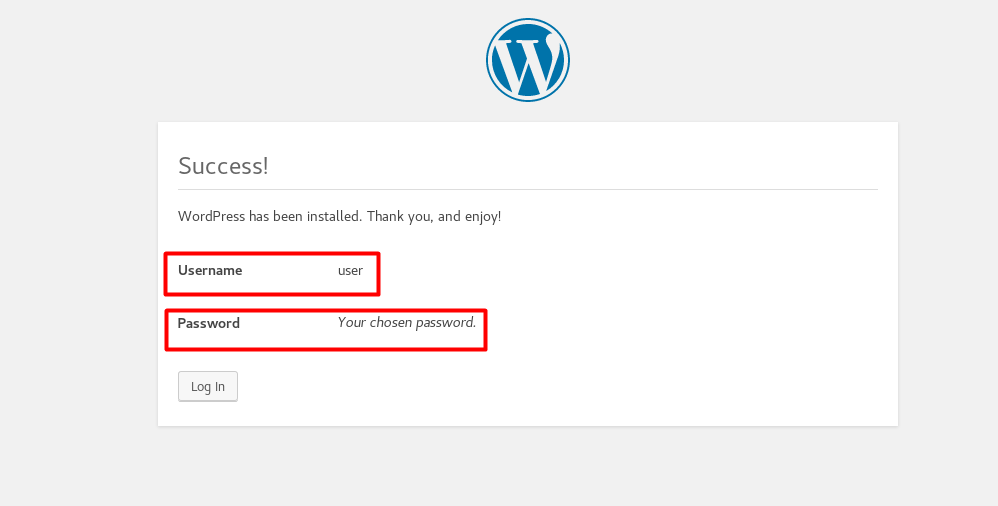 Success!
WordPress has been installed. Thank you, and enjoy!
Username user
Password Your chosen password.
Log In